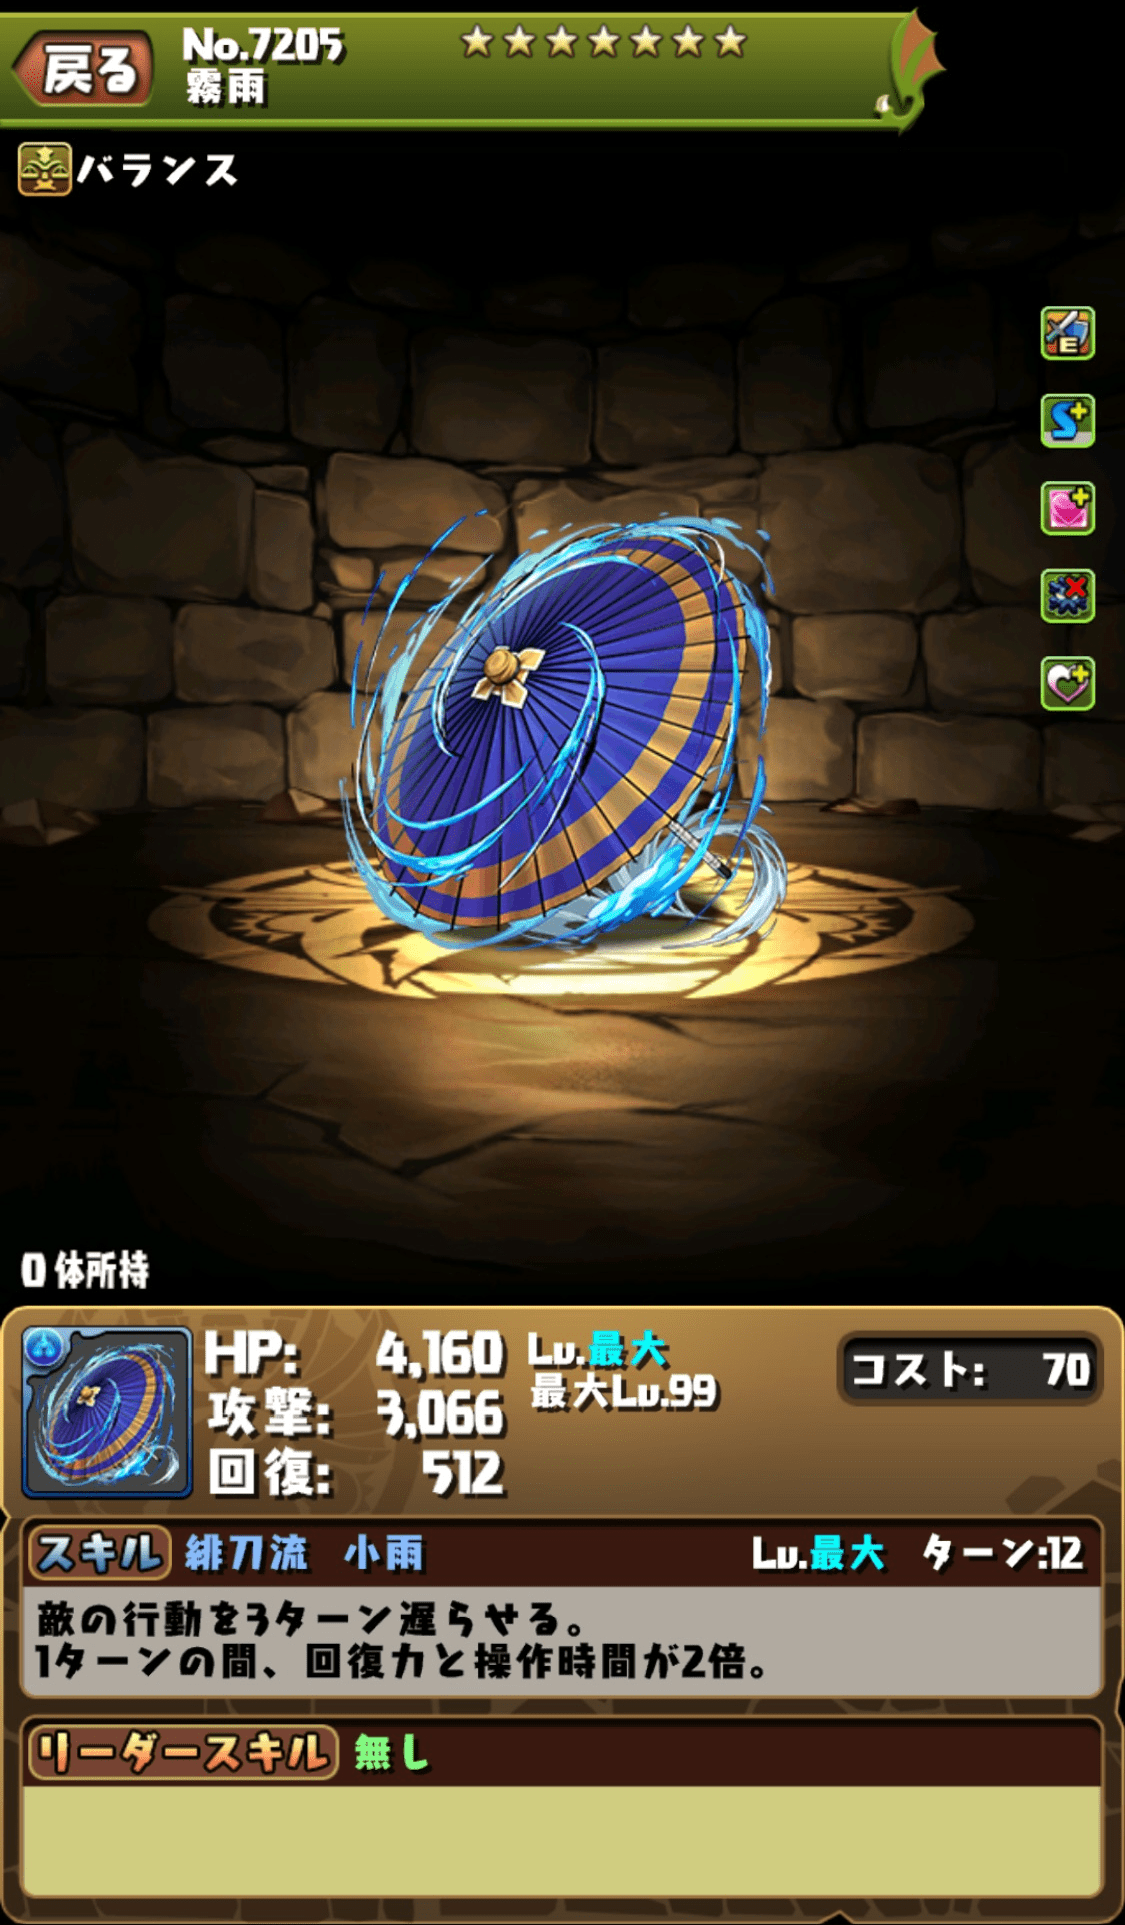 戻る
No.7205
霧雨
バランス
0体所持
HP: 4,160
攻撃: 3,066
回復: 512
Lv.最大
最大Lv.99
コスト: 70
スキル 緋刀流 小雨 Lv.最大 ターン:12
敵の行動を3ターン遅らせる。
1ターンの間、回復力と操作時間が2倍。
リーダースキル 無し